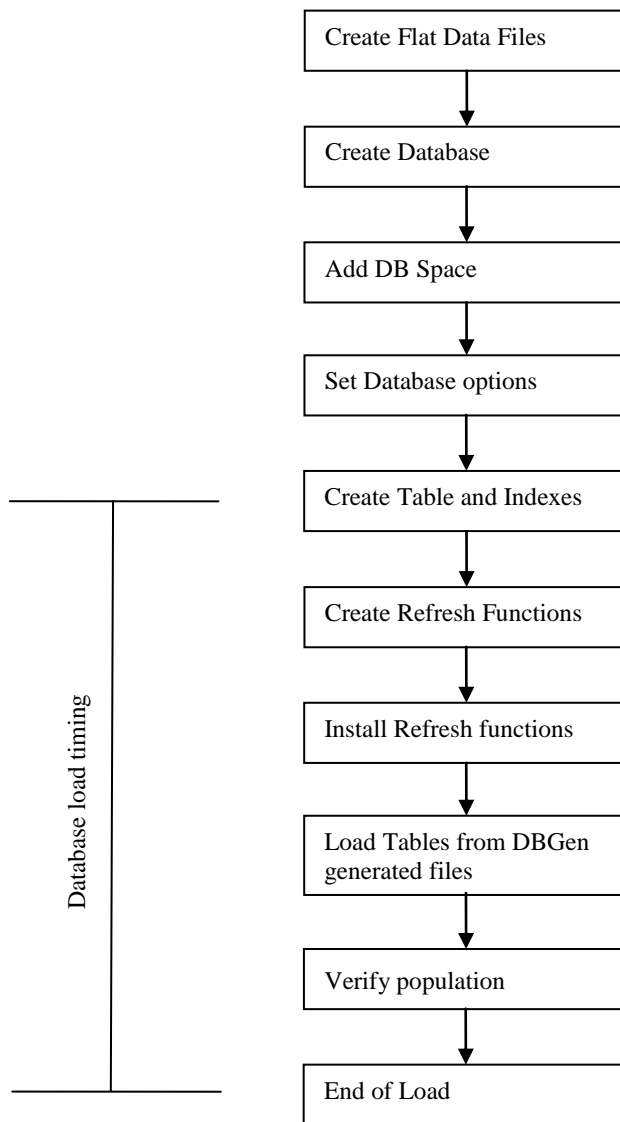 Create Flat Data Files
Create Database
Add DB Space
Set Database options
Create Table and Indexes
Create Refresh Functions
Install Refresh functions
Load Tables from DBGen
generated files
Verify population
End of Load
Database load timing